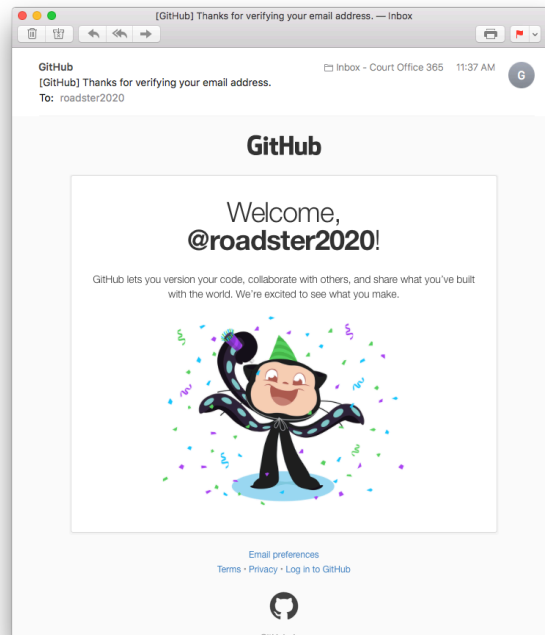 [GitHub] Thanks for verifying your email address. — Inbox
GitHub
Inbox - Court Office 365 11:37 AM
[GitHub] Thanks for verifying your email address.
To: roadster2020
G
GitHub
Welcome,
@roadster2020!
GitHub lets you version your code, collaborate with others, and share what you've built
with the world. We're excited to see what you make.
Email preferences
Terms • Privacy • Log in to GitHub